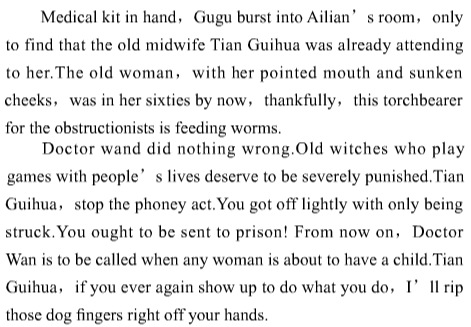 Medical kit in hand，Gugu burst into Ailian’s room，only
to find that the old midwife Tian Guihua was already attending
to her.The old woman，with her pointed mouth and sunken
cheeks，was in her sixties by now，thankfully，this torchbearer
for the obstructionists is feeding worms.
Doctor wand did nothing wrong.Old witches who play
games with people’s lives deserve to be severely punished.Tian
Guihua，stop the phoney act.You got off lightly with only being
struck.You ought to be sent to prison! From now on，Doctor
Wan is to be called when any woman is about to have a child.Tian
Guihua，if you ever again show up to do what you do，I’ll rip
those dog fingers right off your hands.